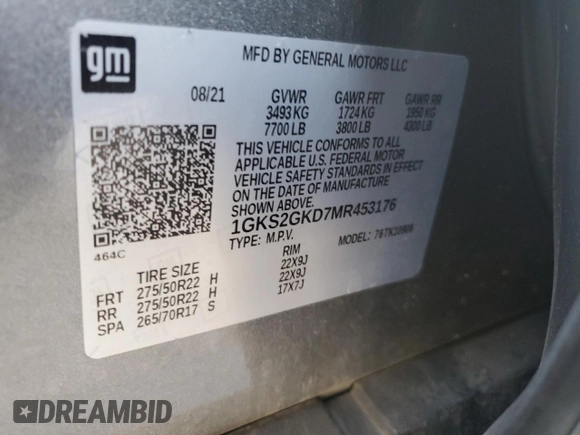 gm
MFD BY GENERAL MOTORS LLC
08/21 GVWR GAWR FRT GAWR RR
3493 KG 1724 KG 1950 KG
7700 LB 3800 LB 4300 LB
THIS VEHICLE CONFORMS TO ALL
APPLICABLE U.S. FEDERAL MOTOR
VEHICLE SAFETY STANDARDS IN EFFECT
ON THE DATE OF MANUFACTURE
SHOWN ABOVE.
1GKS2GKD7MR453176
TYPE: M.P.V. MODEL:
464C
TIRE SIZE RIM
FRT 275/50R22 H 22X9J
RR 275/50R22 H 22X9J
SPA 265/70R17 S 17X7J
DREAMBID